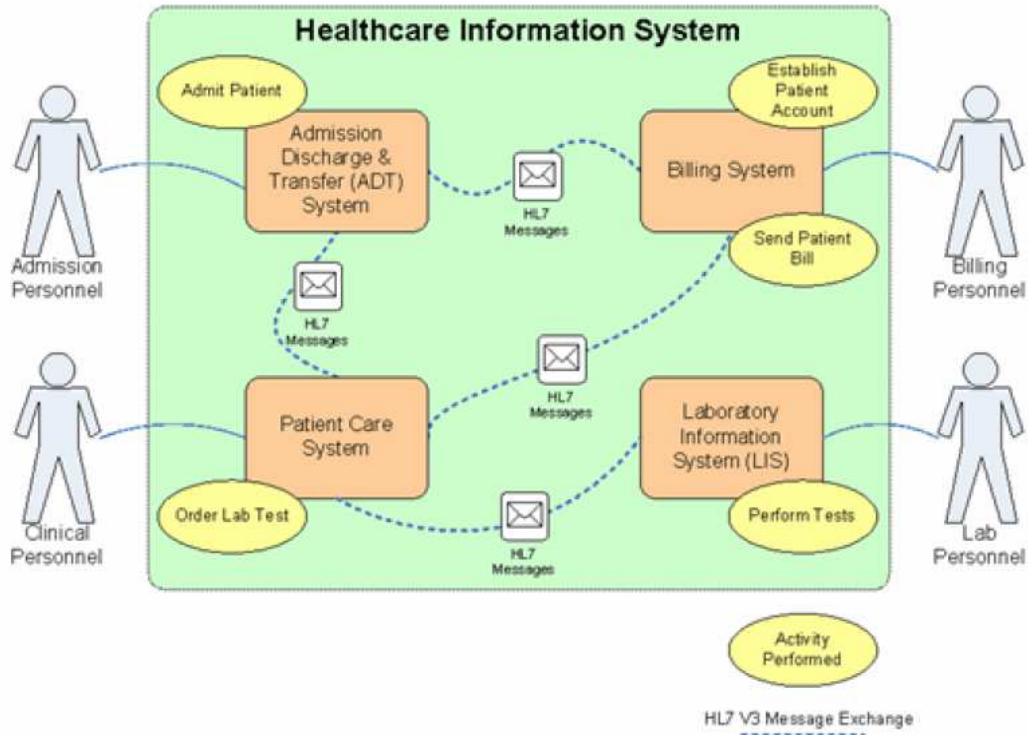 Healthcare Information System
Admit Patient
Establish
Patient
Account
Admission
Discharge &
Transfer (ADT)
System
HL7
Messages
Billing System
Send Patient
Bill
Admission
Personnel
Billing
Personnel
HL7
Messages
HL7
Messages
Patient Care
System
Laboratory
Information
System (LIS)
Order Lab Test
Perform Tests
Clinical
Personnel
HL7
Messages
Lab
Personnel
Activity
Performed
HL7 V3 Message Exchange